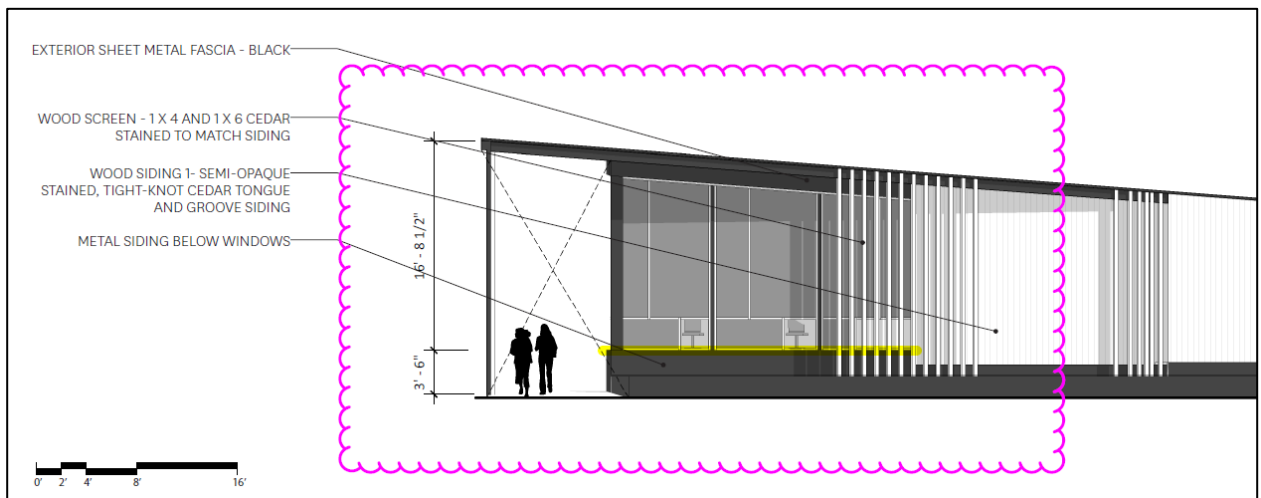 EXTERIOR SHEET METAL FASCIA - BLACK
WOOD SCREEN - 1 X 4 AND 1 X 6 CEDAR
STAINED TO MATCH SIDING
WOOD SIDING 1- SEMI-OPAQUE
STAINED, TIGHT-KNOT CEDAR TONGUE
AND GROOVE SIDING
METAL SIDING BELOW WINDOWS
16' - 8 1/2"
3' - 6"
0' 2' 4' 8' 16'